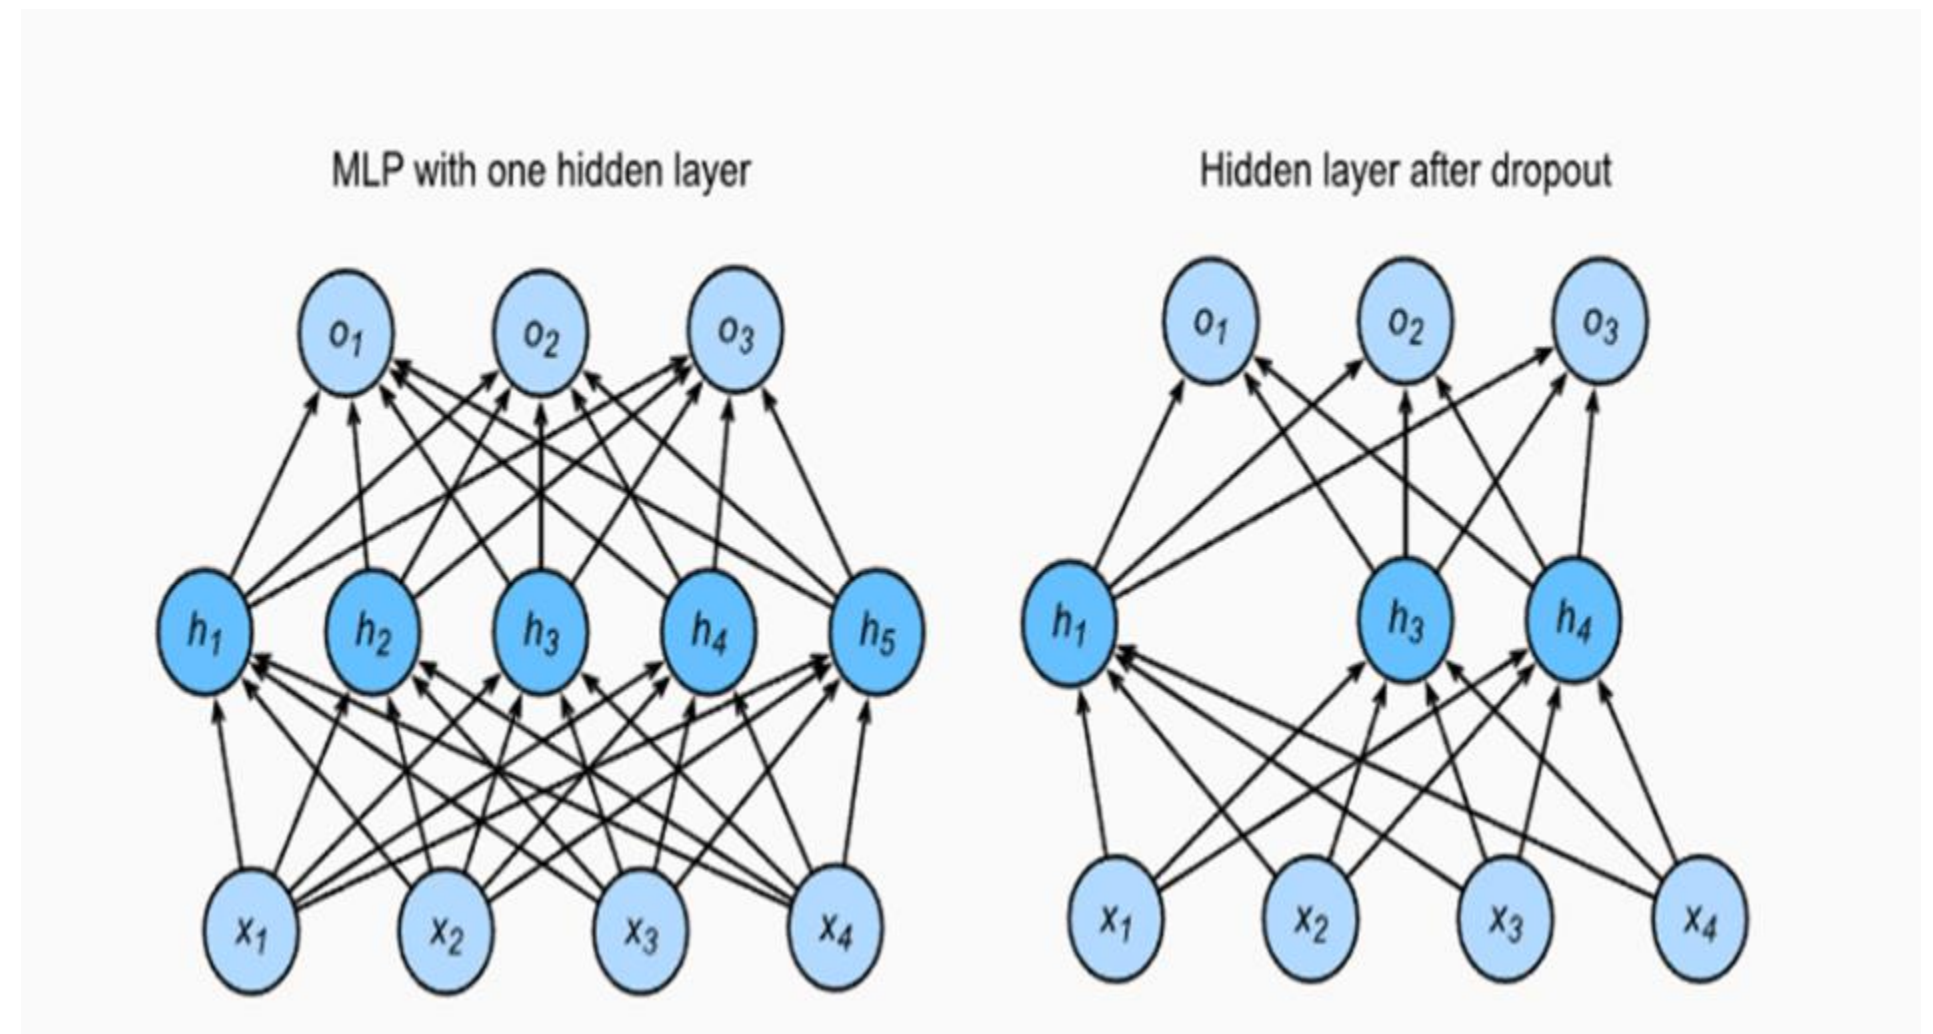 MLP with one hidden layer
o1 o2 o3
h1 h2 h3 h4 h5
x1 x2 x3 x4
Hidden layer after dropout
o1 o2 o3
h1 h3 h4
x1 x2 x3 x4